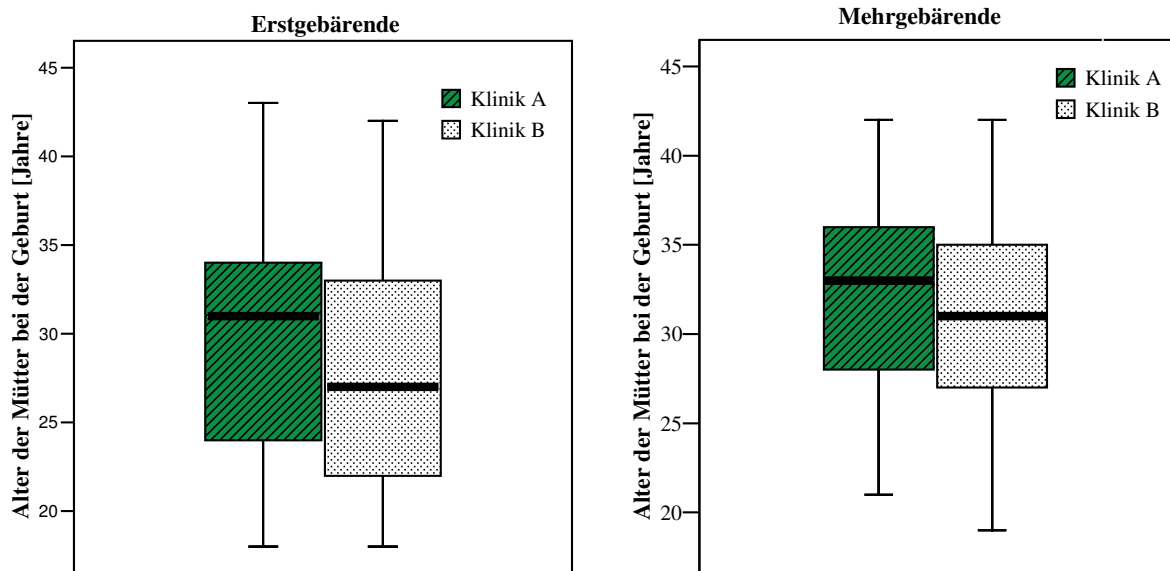 Erstgebärende
Alter der Mütter bei der Geburt [Jahre]
45
40
35
30
25
20
Klinik A
Klinik B
Mehrgebärende
Alter der Mütter bei der Geburt [Jahre]
45
40
35
30
25
20
Klinik A
Klinik B